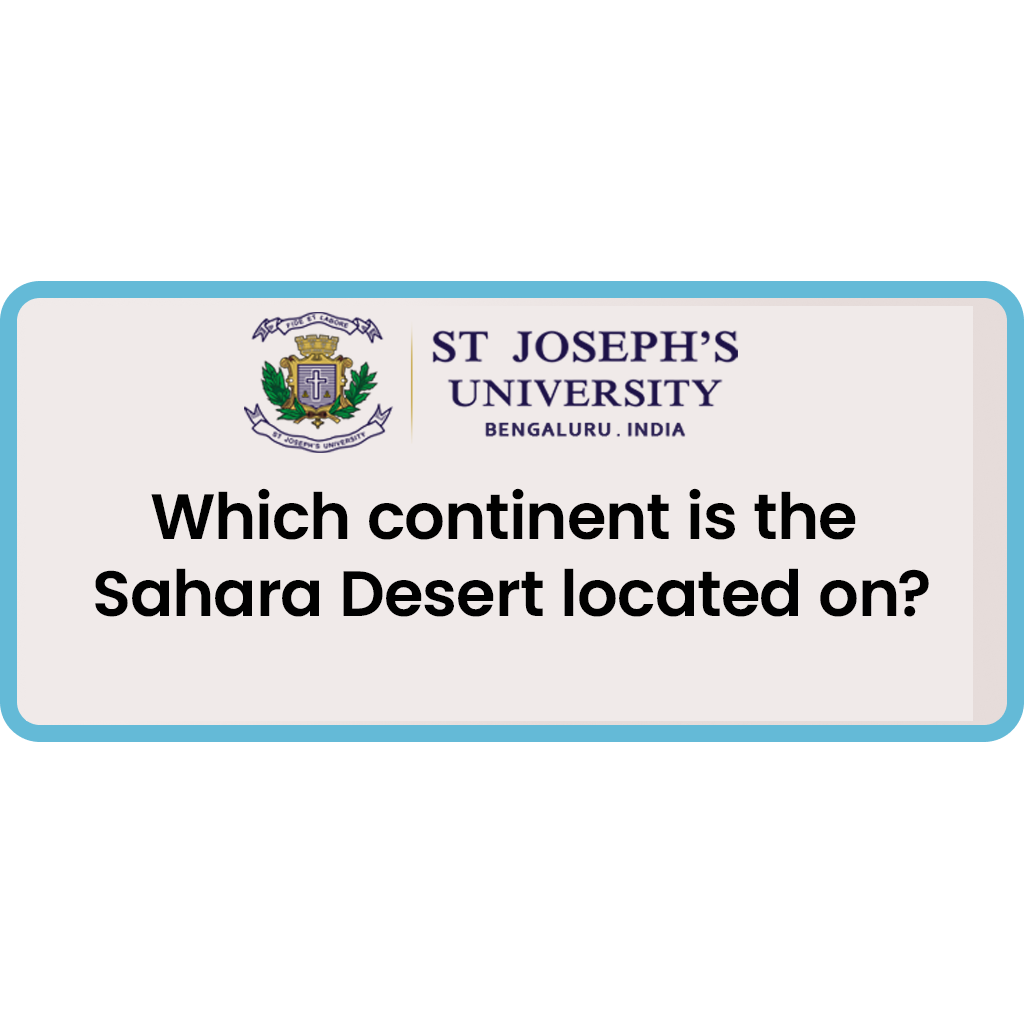 FIDE ET LABORE
ST JOSEPH'S UNIVERSITY
ST JOSEPH'S
UNIVERSITY
BENGALURU . INDIA
Which continent is the
Sahara Desert located on?